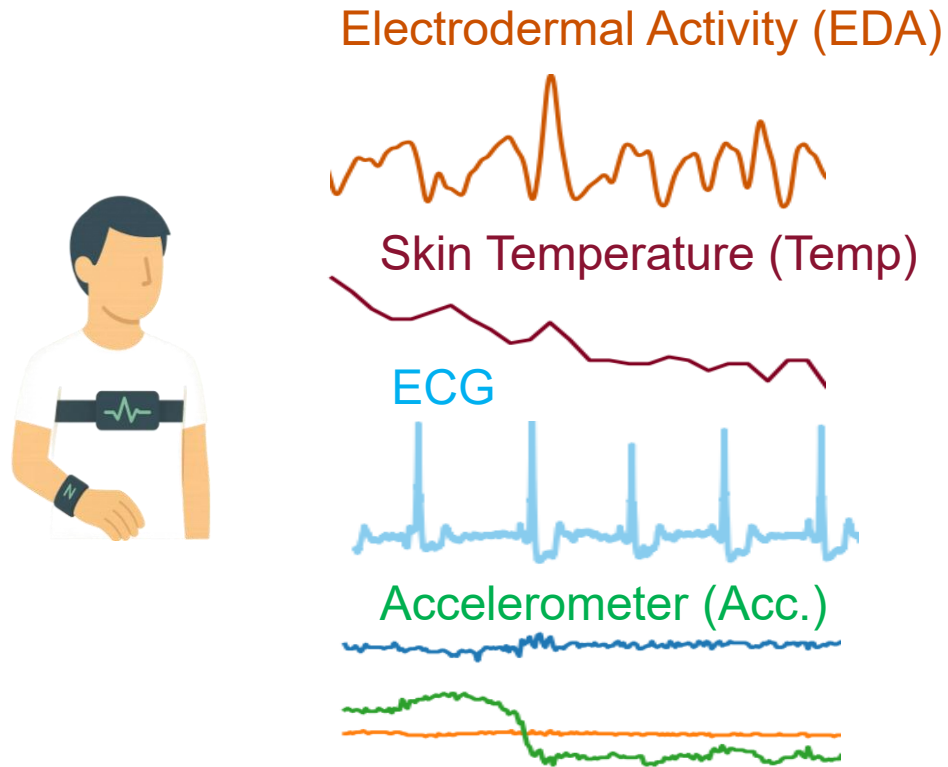 Electrodermal Activity (EDA)
Skin Temperature (Temp)
ECG
Accelerometer (Acc.)